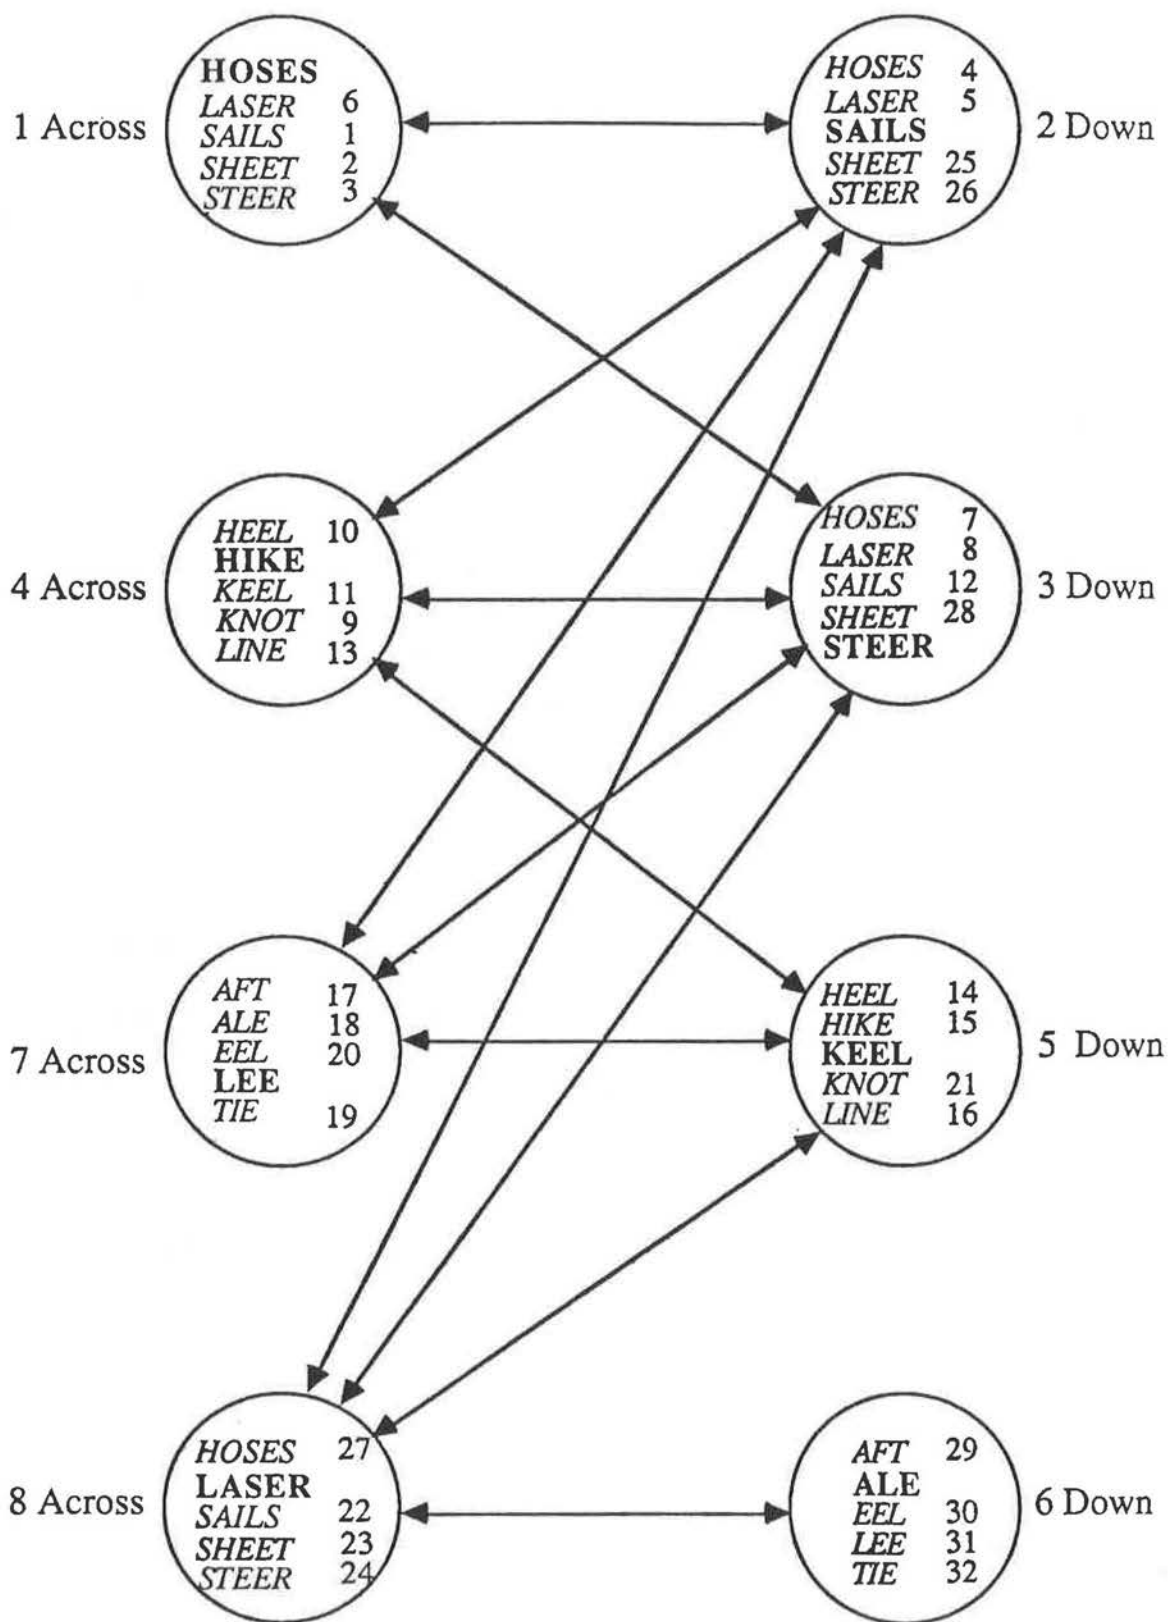 1 Across
HOSES
LASER 6
SAILS 1
SHEET 2
STEER 3
HOSES 4
LASER 5
SAILS
SHEET 25
STEER 26
2 Down
4 Across
HEEL 10
HIKE
KEEL 11
KNOT 9
LINE 13
HOSES 7
LASER 8
SAILS 12
SHEET 28
STEER
3 Down
7 Across
AFT 17
ALE 18
EEL 20
LEE
TIE 19
HEEL 14
HIKE 15
KEEL
KNOT 21
LINE 16
5 Down
8 Across
HOSES 27
LASER
SAILS 22
SHEET 23
STEER 24
AFT 29
ALE
EEL 30
LEE 31
TIE 32
6 Down